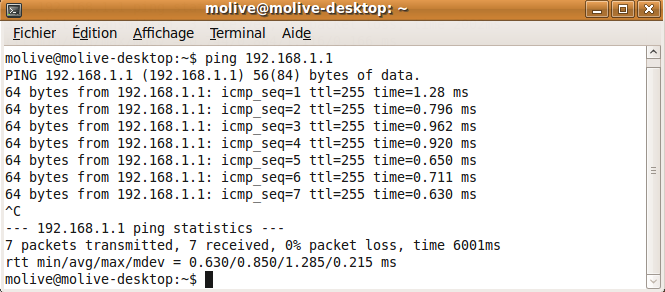 molive@molive-desktop: ~
Fichier Édition Affichage Terminal Aide
molive@molive-desktop:~$ ping 192.168.1.1
PING 192.168.1.1 (192.168.1.1) 56(84) bytes of data.
64 bytes from 192.168.1.1: icmp_seq=1 ttl=255 time=1.28 ms
64 bytes from 192.168.1.1: icmp_seq=2 ttl=255 time=0.796 ms
64 bytes from 192.168.1.1: icmp_seq=3 ttl=255 time=0.962 ms
64 bytes from 192.168.1.1: icmp_seq=4 ttl=255 time=0.920 ms
64 bytes from 192.168.1.1: icmp_seq=5 ttl=255 time=0.650 ms
64 bytes from 192.168.1.1: icmp_seq=6 ttl=255 time=0.711 ms
64 bytes from 192.168.1.1: icmp_seq=7 ttl=255 time=0.630 ms
^C
--- 192.168.1.1 ping statistics ---
7 packets transmitted, 7 received, 0% packet loss, time 6001ms
rtt min/avg/max/mdev = 0.630/0.850/1.285/0.215 ms
molive@molive-desktop:~$